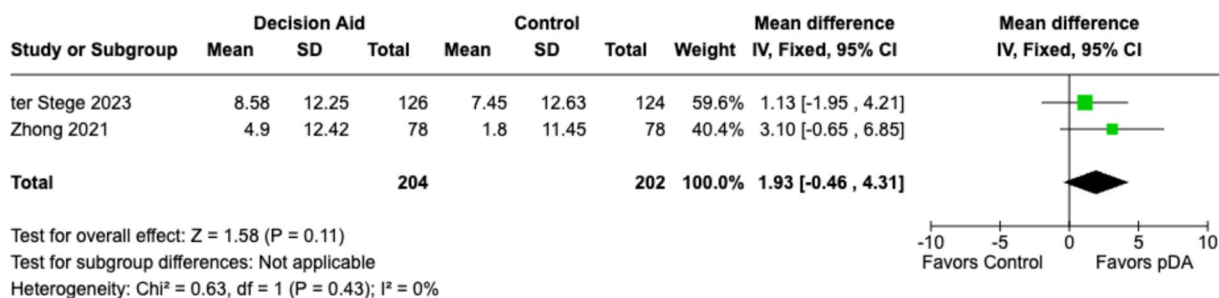 Decision Aid Control Mean difference Mean difference
Study or Subgroup Mean SD Total Mean SD Total Weight IV, Fixed, 95% CI IV, Fixed, 95% CI
ter Stege 2023 8.58 12.25 126 7.45 12.63 124 59.6% 1.13 [-1.95 , 4.21]
Zhong 2021 4.9 12.42 78 1.8 11.45 78 40.4% 3.10 [-0.65 , 6.85]
Total 204 202 100.0% 1.93 [-0.46 , 4.31]
Test for overall effect: Z = 1.58 (P = 0.11)
Test for subgroup differences: Not applicable
Heterogeneity: Chi² = 0.63, df = 1 (P = 0.43); I² = 0%
-10 -5 0 5 10
Favors Control Favors pDA